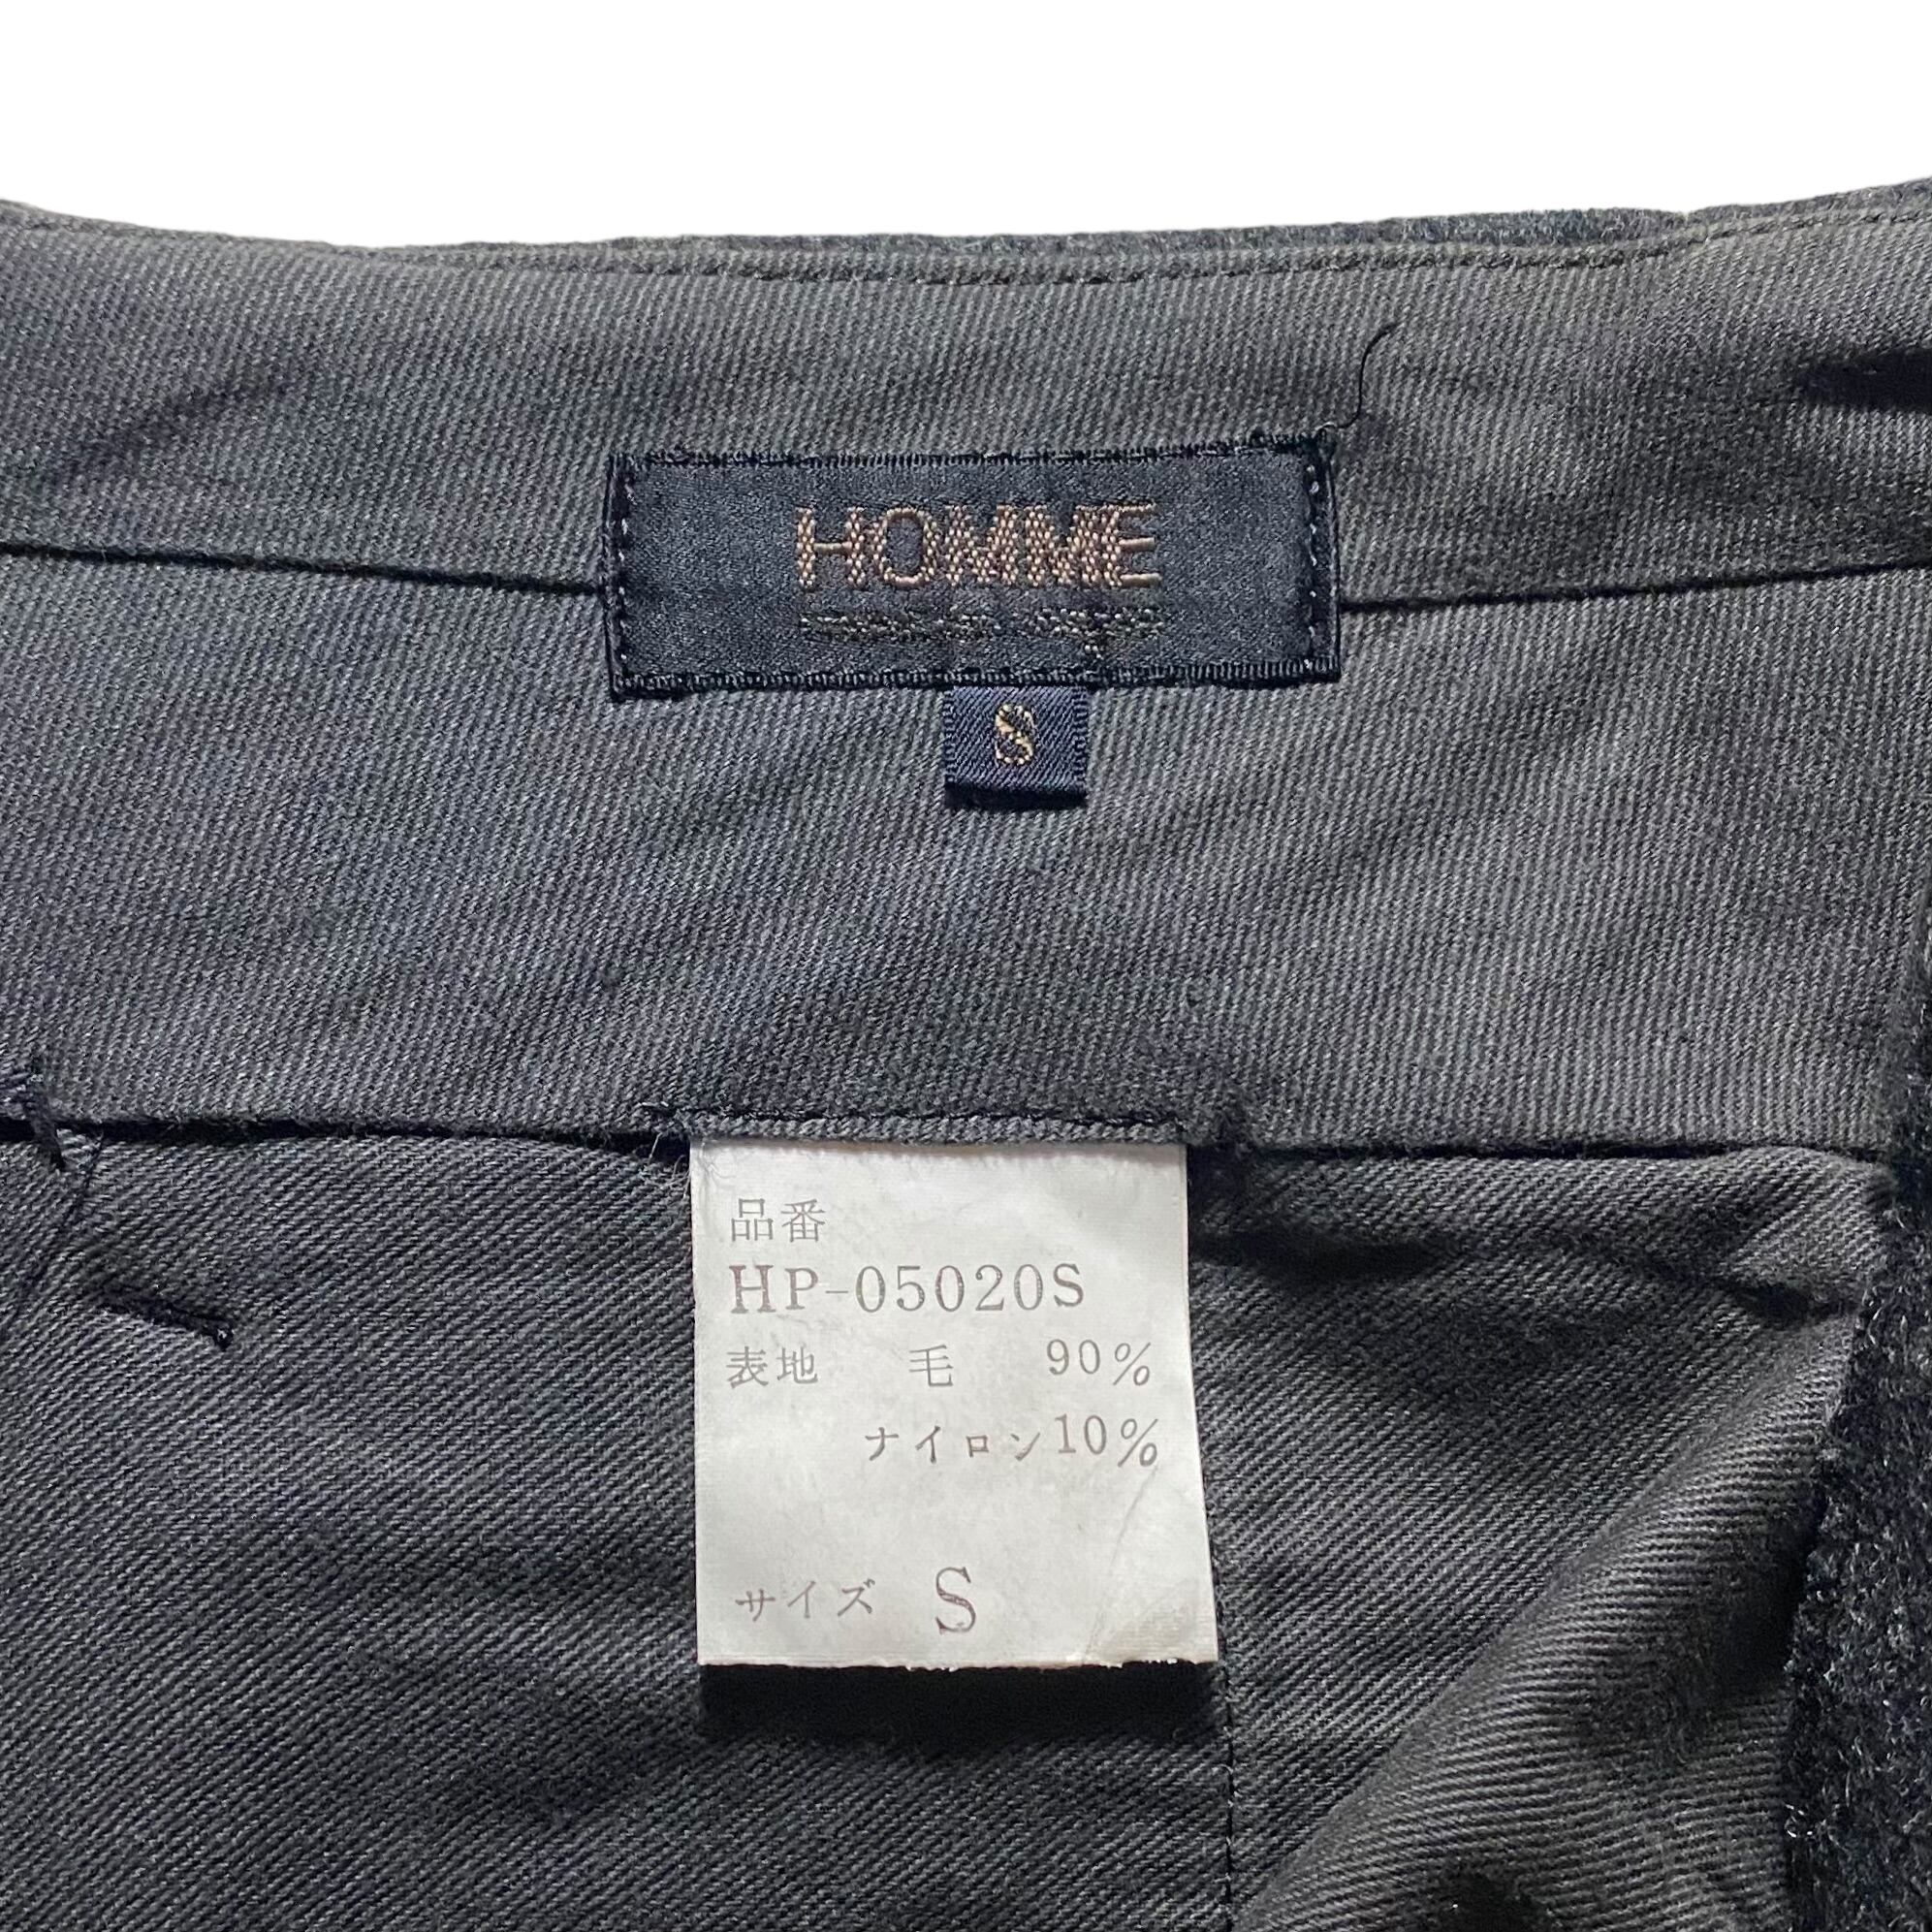 HOMME
S
品番
HP-05020S
表地 毛 90%
ナイロン10%
サイズ S